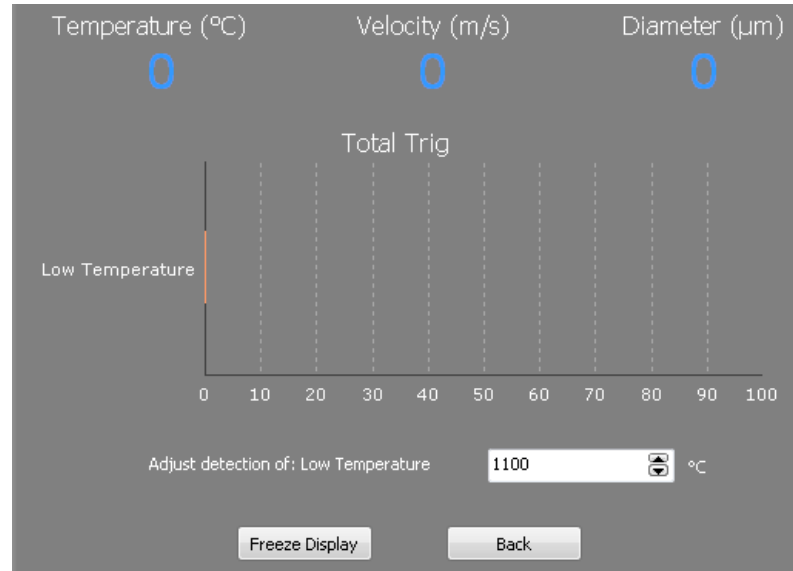 Temperature (ºC) Velocity (m/s) Diameter (µm)
0 0 0
Total Trig
Low Temperature
0 10 20 30 40 50 60 70 80 90 100
Adjust detection of: Low Temperature 1100 ºC
Freeze Display Back